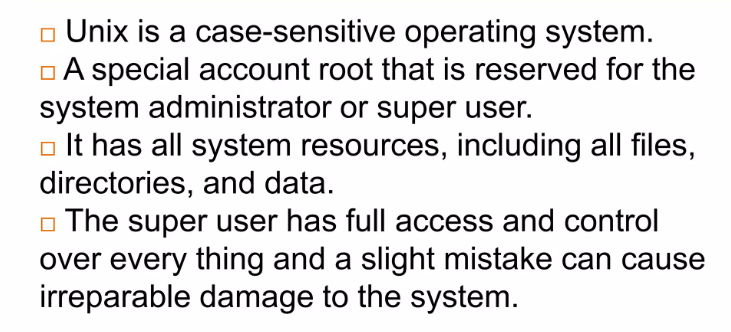 □ Unix is a case-sensitive operating system.
□ A special account root that is reserved for the
system administrator or super user.
□ It has all system resources, including all files,
directories, and data.
□ The super user has full access and control
over every thing and a slight mistake can cause
irreparable damage to the system.